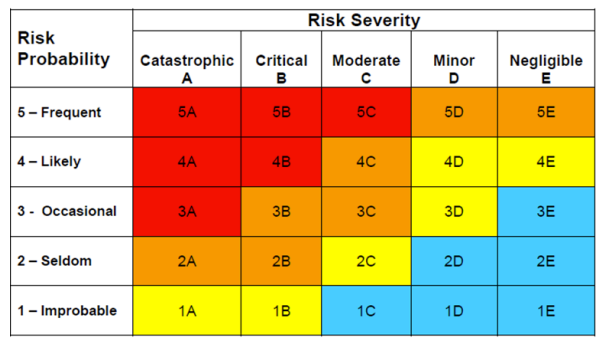 Risk Probability
Risk Severity
Catastrophic A
Critical B
Moderate C
Minor D
Negligible E
5 – Frequent 5A 5B 5C 5D 5E
4 – Likely 4A 4B 4C 4D 4E
3 - Occasional 3A 3B 3C 3D 3E
2 – Seldom 2A 2B 2C 2D 2E
1 – Improbable 1A 1B 1C 1D 1E